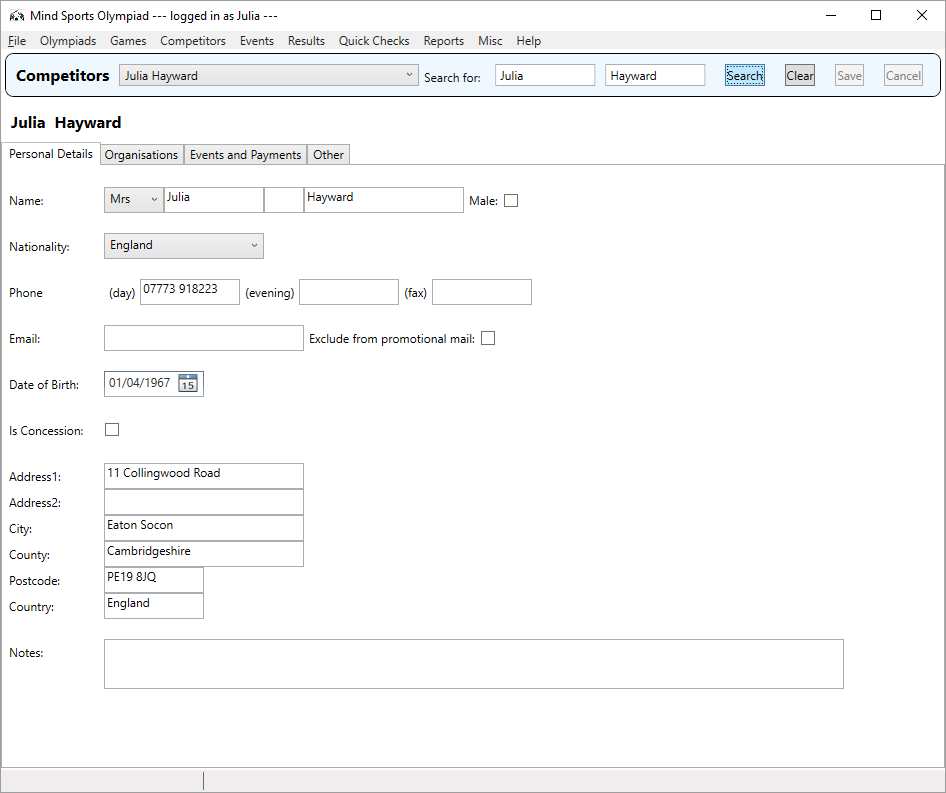 Mind Sports Olympiad --- logged in as Julia ---
File Olympiads Games Competitors Events Results Quick Checks Reports Misc Help
Competitors Julia Hayward Search for: Julia Hayward Search Clear Save Cancel
Julia Hayward
Personal Details Organisations Events and Payments Other
Name: Mrs Julia Hayward Male:
Nationality: England
Phone (day) 07773 918223 (evening) (fax)
Email: Exclude from promotional mail:
Date of Birth: 01/04/1967 15
Is Concession:
Address1: 11 Collingwood Road
Address2:
City: Eaton Socon
County: Cambridgeshire
Postcode: PE19 8JQ
Country: England
Notes: